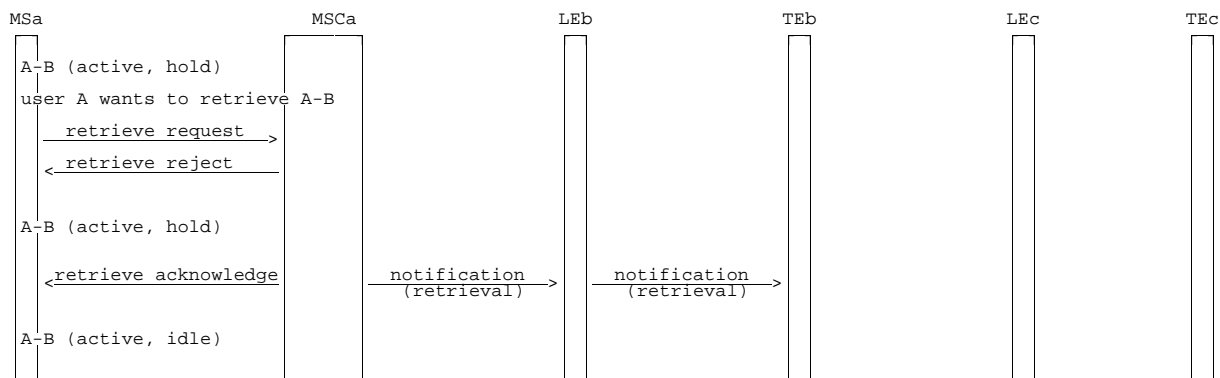 MSa MSCa LEb TEb LEc TEc
A-B (active, hold)
user A wants to retrieve A-B
retrieve request
retrieve reject
A-B (active, hold)
retrieve acknowledge notification notification
(retrieval) (retrieval)
A-B (active, idle)